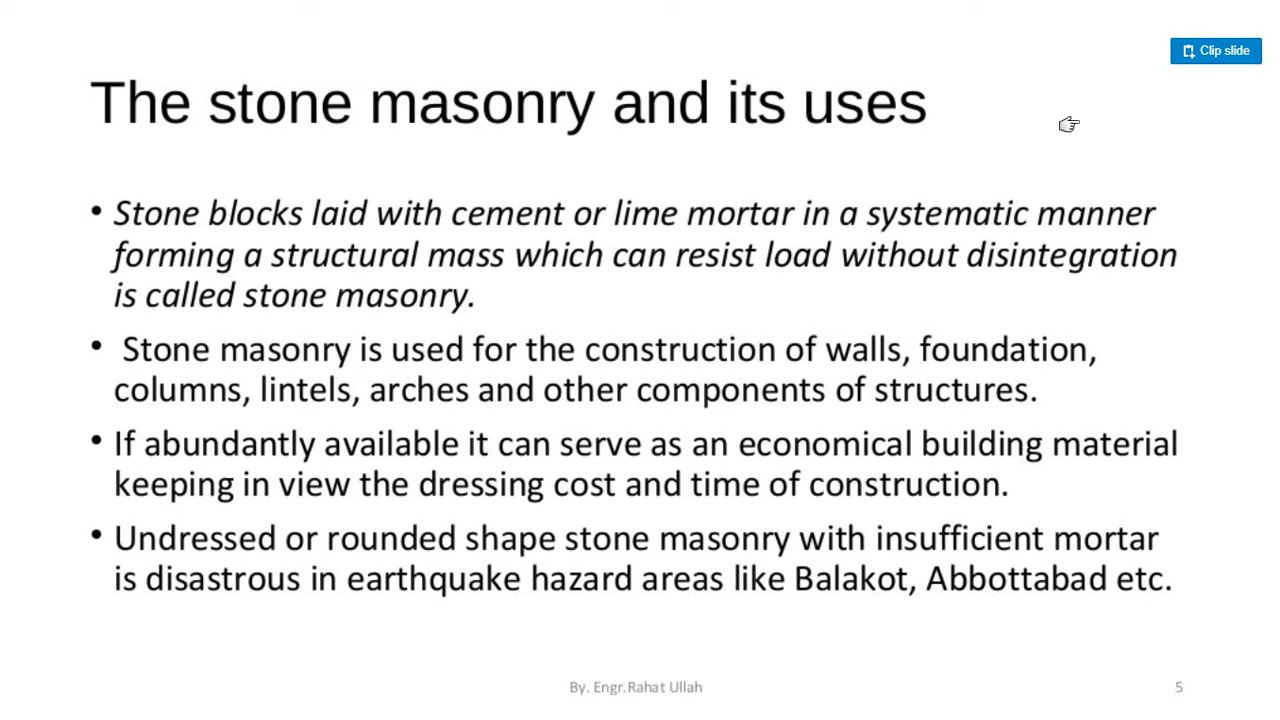 Clip slide
The stone masonry and its uses
• Stone blocks laid with cement or lime mortar in a systematic manner
forming a structural mass which can resist load without disintegration
is called stone masonry.
• Stone masonry is used for the construction of walls, foundation,
columns, lintels, arches and other components of structures.
• If abundantly available it can serve as an economical building material
keeping in view the dressing cost and time of construction.
• Undressed or rounded shape stone masonry with insufficient mortar
is disastrous in earthquake hazard areas like Balakot, Abbottabad etc.
By. Engr.Rahat Ullah
5